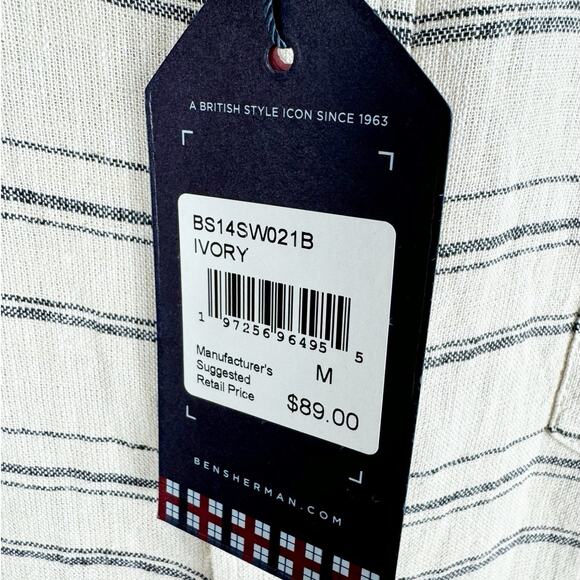 A BRITISH STYLE ICON SINCE 1963
BS14SW021B
IVORY
1 97256 96495 5
Manufacturer's
Suggested
Retail Price
M
$89.00
BENSHERMAN.COM